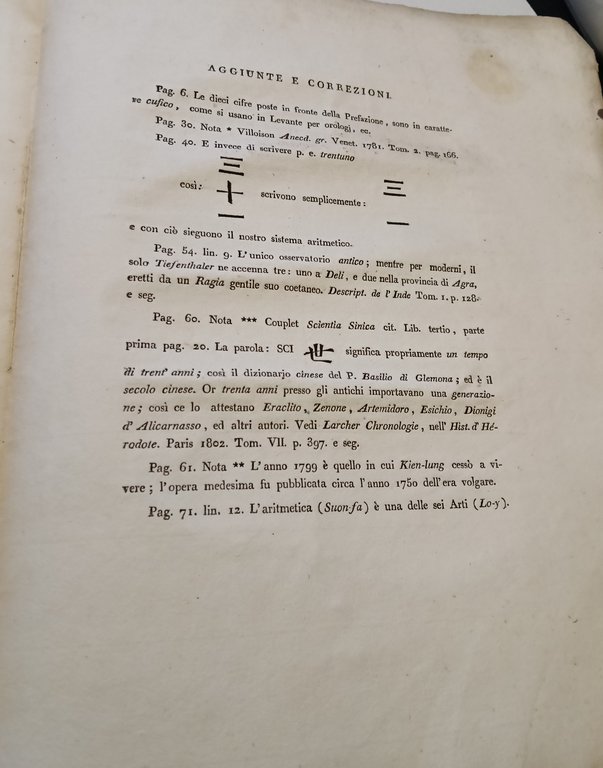 AGGIUNTE E CORREZIONI
Pag. 6. Le dieci cifre poste in fronte della Prefazione, sono in caratte-
re cufico, come si usano in Levante per orologj, ec.
Pag. 30. Nota * Villoison Anecd. gr. Venet. 1781. Tom. 2. pag. 166.
Pag. 40. E invece di scrivere p. e. trentuno
così: 三十一 scrivono semplicemente: 三一
e con ciò sieguono il nostro sistema aritmetico.
Pag. 54. lin. 9. L'unico osservatorio antico; mentre per moderni, il
solo Tiefenthaler ne accenna tre: uno a Deli, e due nella provincia di Agra,
eretti da un Ragia gentile suo coetaneo. Descript. de l'Inde Tom. 1. p. 128.
e seg.
Pag. 60. Nota *** Couplet Scientia Sinica cit. Lib. tertio, parte
prima pag. 20. La parola: SCI 世 significa propriamente un tempo
di trent' anni; così il dizionarjo cinese del P. Basilio di Glemona; ed è il
secolo cinese. Or trenta anni presso gli antichi importavano una generazio-
ne; così ce lo attestano Eraclito, Zenone, Artemidoro, Esichio, Dionigi
d'Alicarnasso, ed altri autori. Vedi Larcher Chronologie, nell' Hist. d' Hé-
rodote. Paris 1802. Tom. VII. p. 397. e seg.
Pag. 61. Nota ** L'anno 1799 è quello in cui Kien-lung cessò a vi-
vere; l'opera medesima fu pubblicata circa l'anno 1750 dell'era volgare.
Pag. 71. lin. 12. L'aritmetica (Suon-fa) è una delle sei Arti (Lo-y).